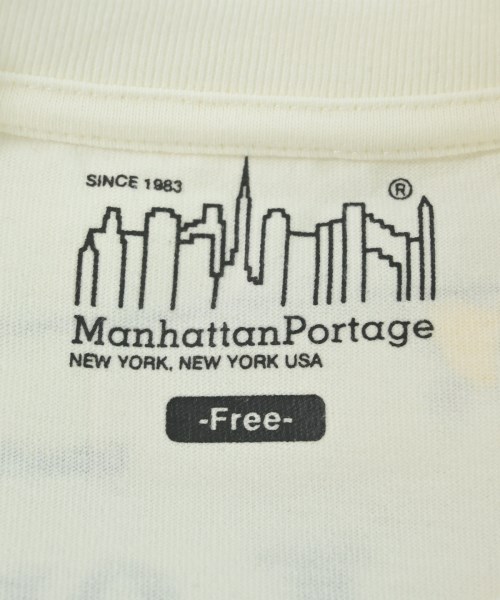 SINCE 1983
®
ManhattanPortage
NEW YORK, NEW YORK USA
-Free-